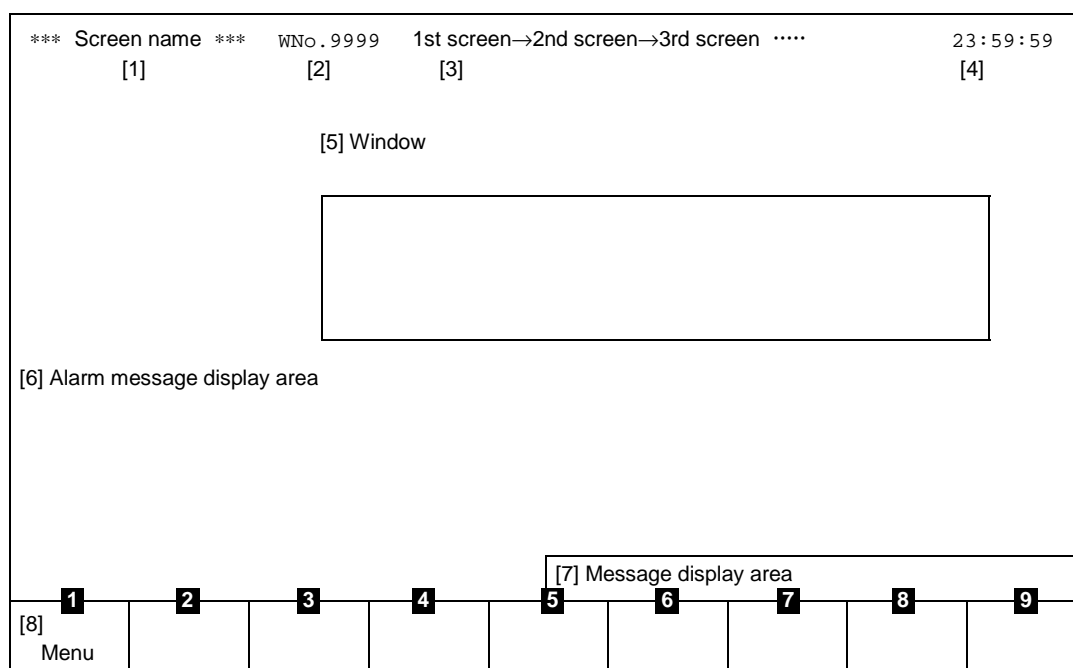 *** Screen name *** WNo.9999 1st screen→2nd screen→3rd screen ····· 23:59:59
[1] [2] [3] [4]
[5] Window
[6] Alarm message display area
[7] Message display area
1 2 3 4 5 6 7 8 9
[8]
Menu